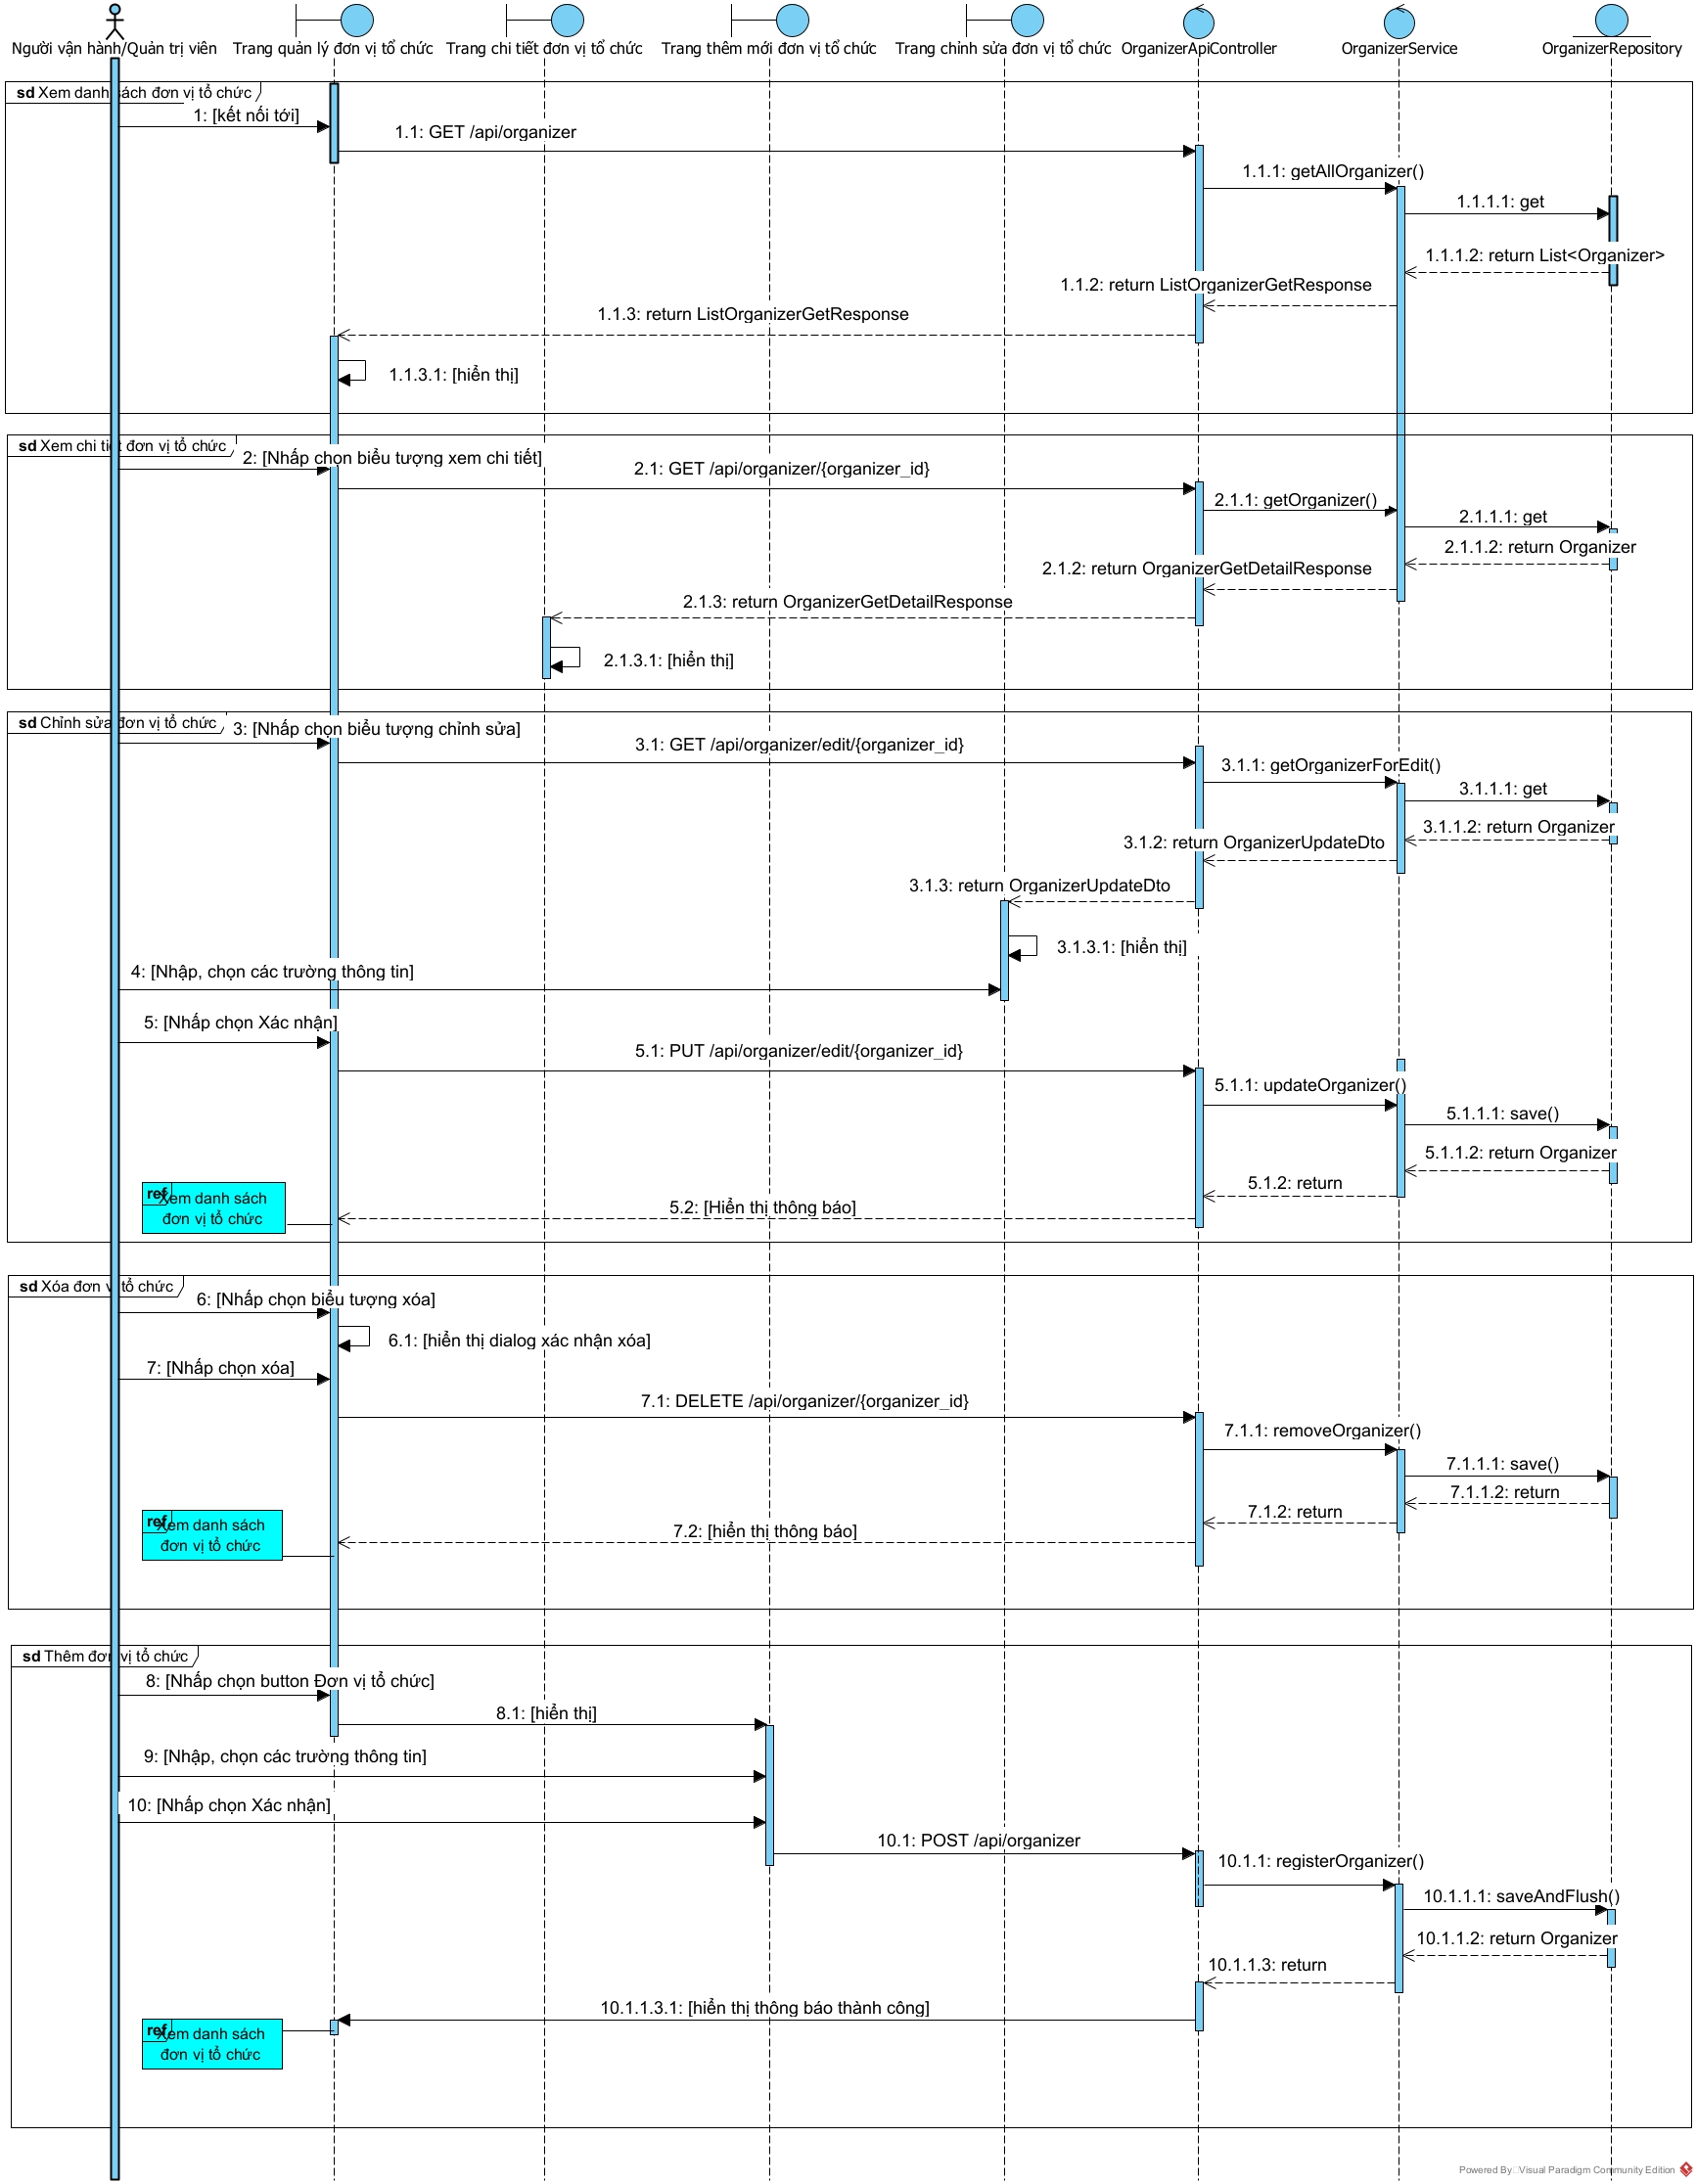 Người vận hành/Quản trị viên
Trang quản lý đơn vị tổ chức
Trang chi tiết đơn vị tổ chức
Trang thêm mới đơn vị tổ chức
Trang chỉnh sửa đơn vị tổ chức
OrganizerApiController
OrganizerService
OrganizerRepository
sd Xem danh sách đơn vị tổ chức
1: [kết nối tới]
1.1: GET /api/organizer
1.1.1: getAllOrganizer()
1.1.1.1: get
1.1.1.2: return List<Organizer>
1.1.2: return ListOrganizerGetResponse
1.1.3: return ListOrganizerGetResponse
1.1.3.1: [hiển thị]
sd Xem chi tiết đơn vị tổ chức
2: [Nhấp chọn biểu tượng xem chi tiết]
2.1: GET /api/organizer/{organizer_id}
2.1.1: getOrganizer()
2.1.1.1: get
2.1.1.2: return Organizer
2.1.2: return OrganizerGetDetailResponse
2.1.3: return OrganizerGetDetailResponse
2.1.3.1: [hiển thị]
sd Chỉnh sửa đơn vị tổ chức
3: [Nhấp chọn biểu tượng chỉnh sửa]
3.1: GET /api/organizer/edit/{organizer_id}
3.1.1: getOrganizerForEdit()
3.1.1.1: get
3.1.1.2: return Organizer
3.1.2: return OrganizerUpdateDto
3.1.3: return OrganizerUpdateDto
3.1.3.1: [hiển thị]
4: [Nhập, chọn các trường thông tin]
5: [Nhấp chọn Xác nhận]
5.1: PUT /api/organizer/edit/{organizer_id}
5.1.1: updateOrganizer()
5.1.1.1: save()
5.1.1.2: return Organizer
5.1.2: return
5.2: [Hiển thị thông báo]
ref
Xem danh sách
đơn vị tổ chức
sd Xóa đơn vị tổ chức
6: [Nhấp chọn biểu tượng xóa]
6.1: [hiển thị dialog xác nhận xóa]
7: [Nhấp chọn xóa]
7.1: DELETE /api/organizer/{organizer_id}
7.1.1: removeOrganizer()
7.1.1.1: save()
7.1.1.2: return
7.1.2: return
7.2: [hiển thị thông báo]
ref
Xem danh sách
đơn vị tổ chức
sd Thêm đơn vị tổ chức
8: [Nhấp chọn button Đơn vị tổ chức]
8.1: [hiển thị]
9: [Nhập, chọn các trường thông tin]
10: [Nhấp chọn Xác nhận]
10.1: POST /api/organizer
10.1.1: registerOrganizer()
10.1.1.1: saveAndFlush()
10.1.1.2: return Organizer
10.1.1.3: return
10.1.1.3.1: [hiển thị thông báo thành công]
ref
Xem danh sách
đơn vị tổ chức
Powered By Visual Paradigm Community Edition